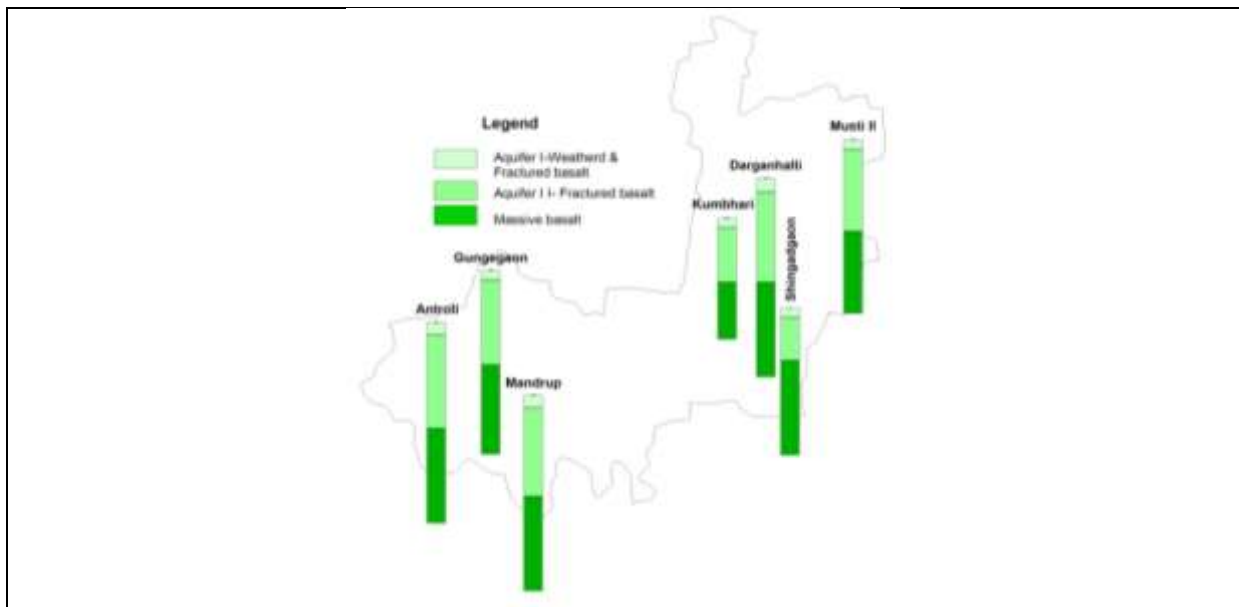 Musti II
Legend
Aquifer I-Weatherd &
Fractured basalt
Darganhalli
Aquifer I I- Fractured basalt
Kumbhari
Massive basalt
Shingadgaon
Gungegaon
Antroli
Mandrup